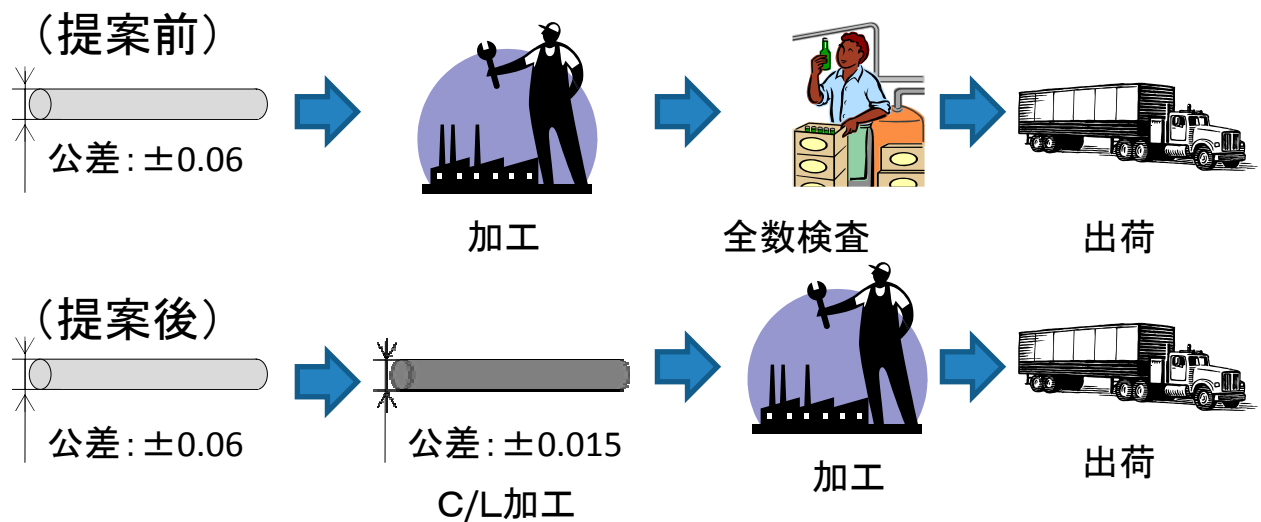 （提案前）
公差：±0.06
加工
全数検査
出荷
（提案後）
公差：±0.06
公差：±0.015
C/L加工
加工
出荷